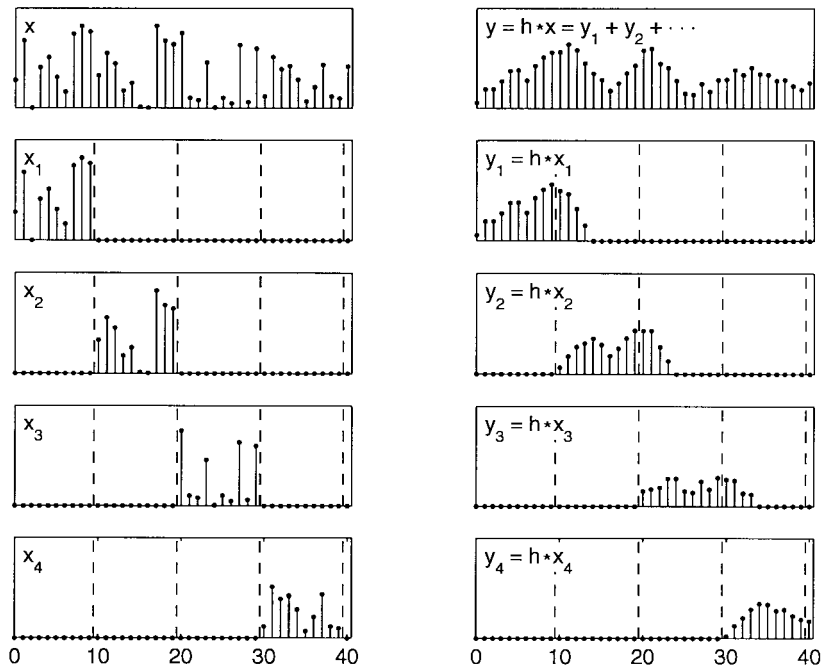 x
y = h*x = y₁ + y₂ + · · ·
x₁
y₁ = h*x₁
x₂
y₂ = h*x₂
x₃
y₃ = h*x₃
x₄
y₄ = h*x₄
0 10 20 30 40
0 10 20 30 40